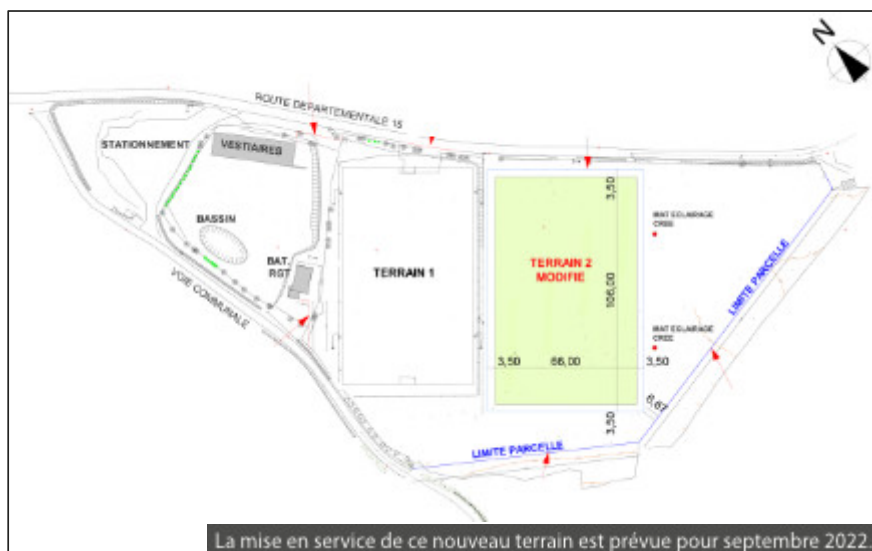 N
ROUTE DEPARTEMENTALE 15
STATIONNEMENT
VESTIAIRES
BASSIN
BAT.
RGT
VOIE COMMUNALE
TERRAIN 1
TERRAIN 2
MODIFIE
3,50
106,00
3,50
66,00
3,50
3,50
6,67
MAT ECLAIRAGE
CREE
MAT ECLAIRAGE
CREE
LIMITE PARCELLE
LIMITE PARCELLE
La mise en service de ce nouveau terrain est prévue pour septembre 2022.